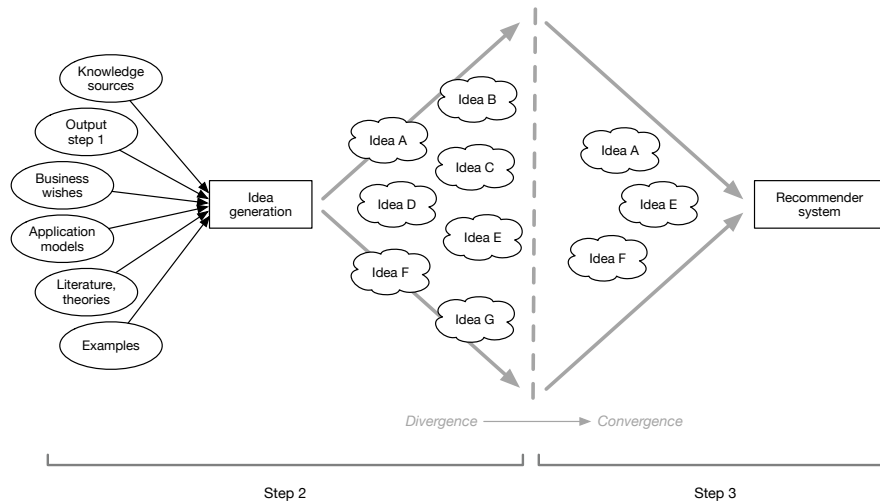 Knowledge
sources
Output
step 1
Business
wishes
Application
models
Literature,
theories
Examples
Idea
generation
Idea B
Idea A
Idea C
Idea D
Idea E
Idea F
Idea G
Idea A
Idea E
Idea F
Recommender
system
Divergence
Convergence
Step 2
Step 3